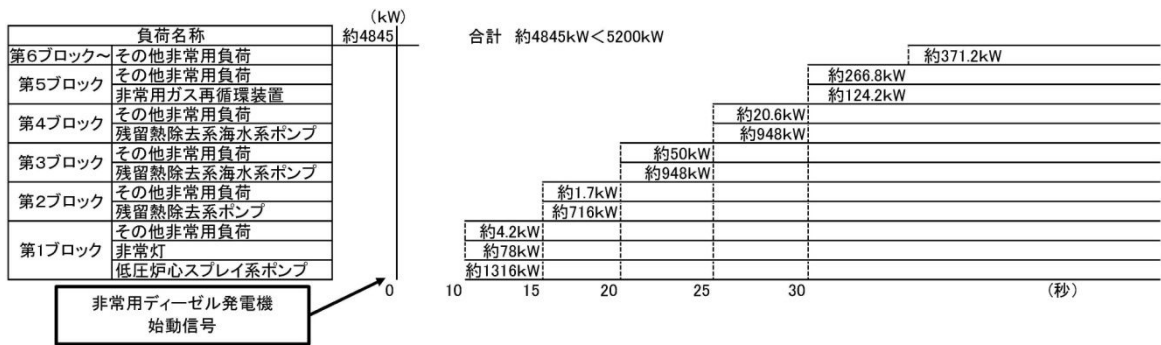 (kW)
負荷名称 約4845 合計 約4845kW<5200kW
第6ブロック~ その他非常用負荷 約371.2kW
第5ブロック その他非常用負荷 約266.8kW
非常用ガス再循環装置 約124.2kW
第4ブロック その他非常用負荷 約20.6kW
残留熱除去系海水系ポンプ 約948kW
第3ブロック その他非常用負荷 約50kW
残留熱除去系海水系ポンプ 約948kW
第2ブロック その他非常用負荷 約1.7kW
残留熱除去系ポンプ 約716kW
第1ブロック その他非常用負荷 約4.2kW
非常灯 約78kW
低圧炉心スプレイ系ポンプ 約1316kW
0 10 15 20 25 30 (秒)
非常用ディーゼル発電機
始動信号